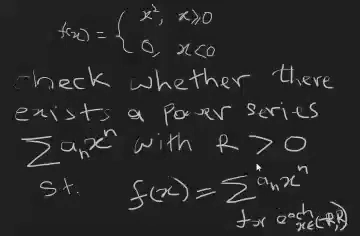 f(x) = { x², x≥0
0, x<0
check whether there
exists a power series
∑ aₙxⁿ with R > 0
s.t. f(x) = ∑ aₙxⁿ
for each x∈(-R,R)